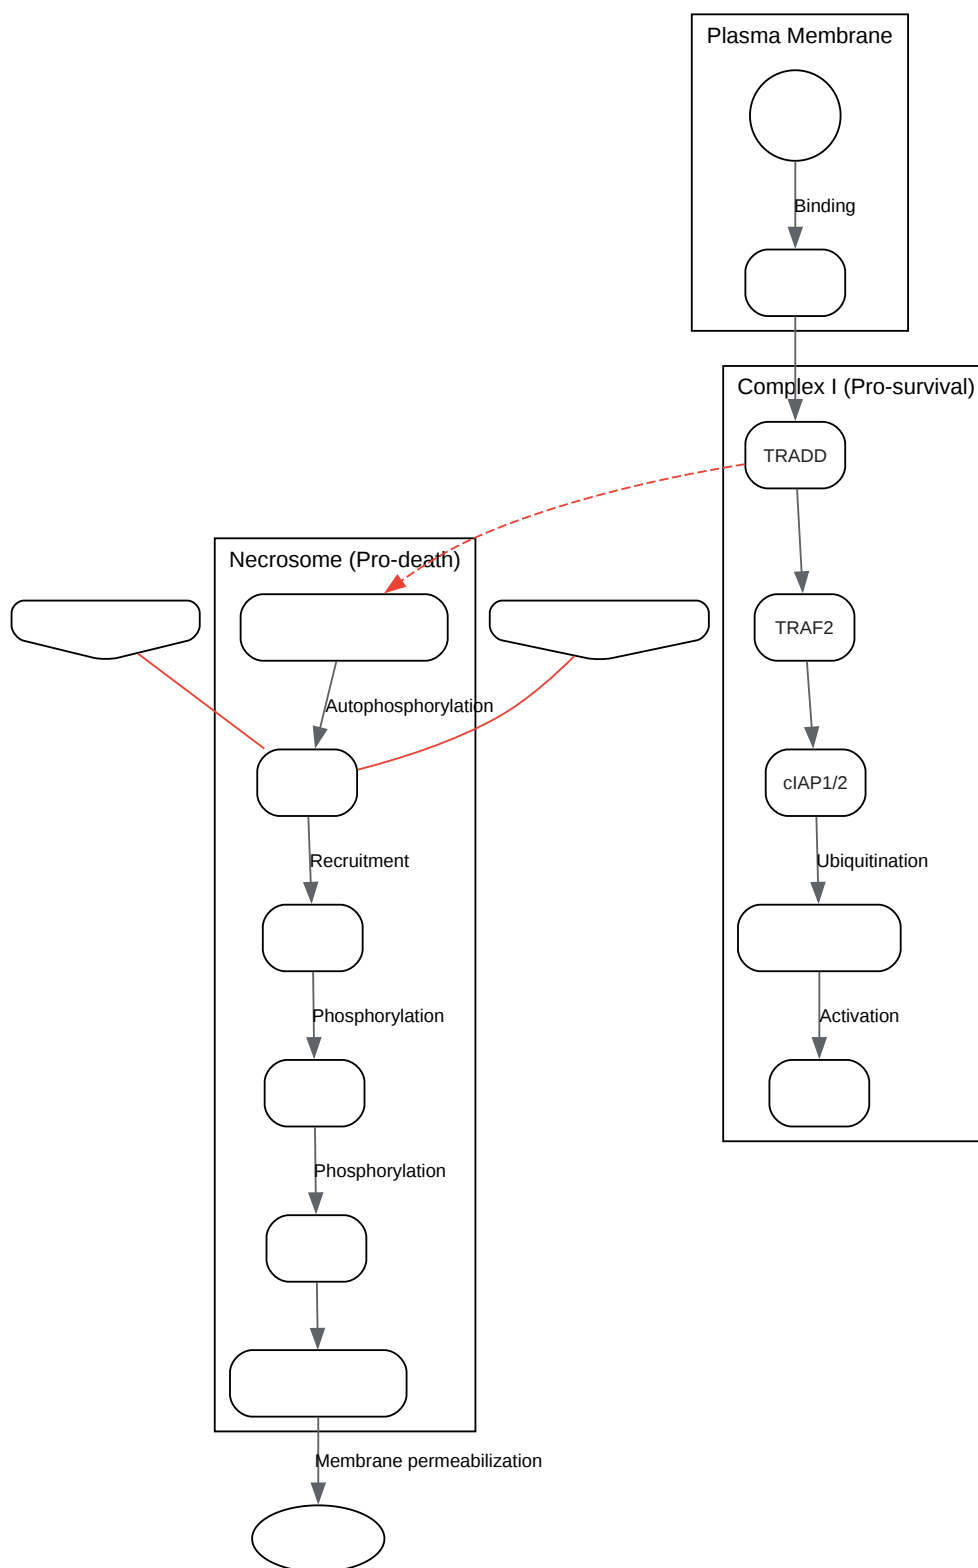 Plasma Membrane
Binding
Complex I (Pro-survival)
TRADD
Necrosome (Pro-death)
TRAF2
Autophosphorylation
cIAP1/2
Recruitment
Ubiquitination
Phosphorylation
Activation
Phosphorylation
Membrane permeabilization